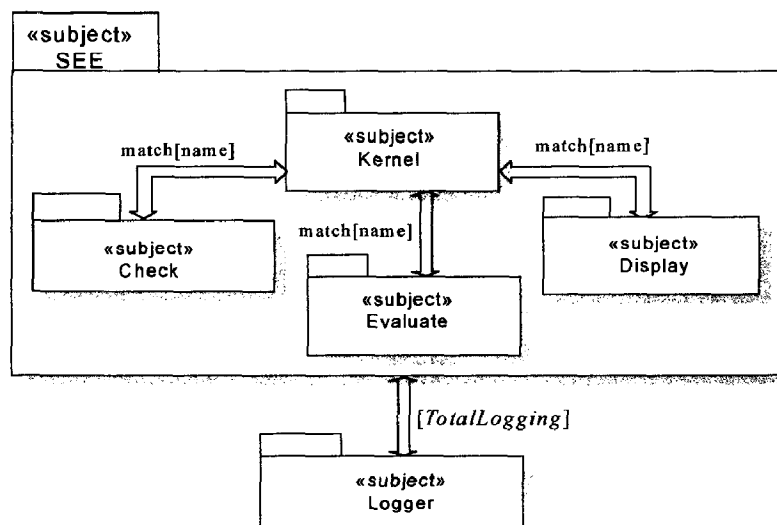 «subject»
SEE
«subject»
Kernel
match[name]
match[name]
«subject»
Check
match[name]
«subject»
Display
«subject»
Evaluate
[TotalLogging]
«subject»
Logger